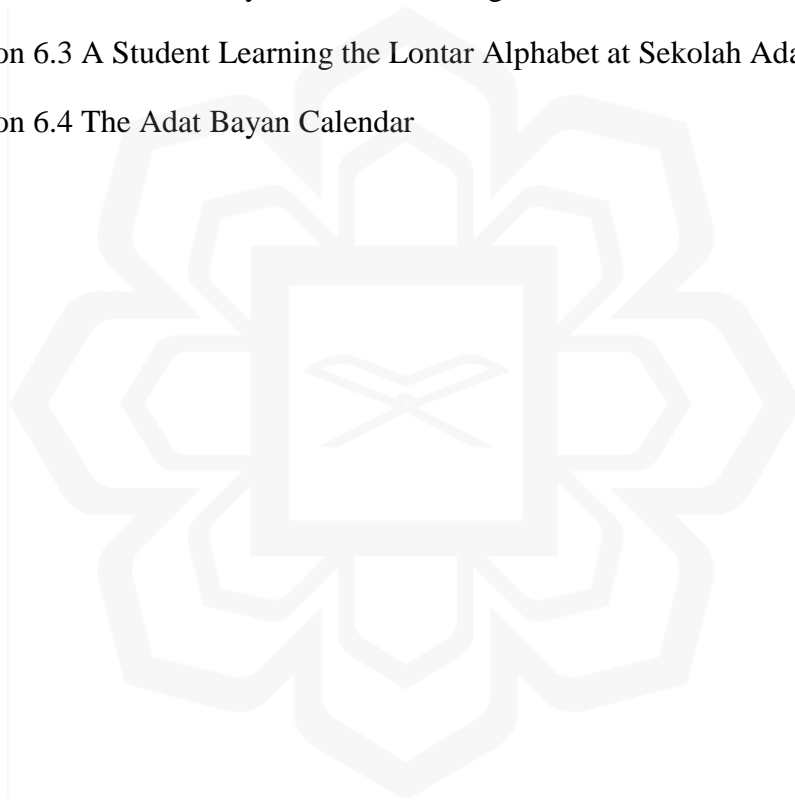 on 6.3 A Student Learning the Lontar Alphabet at Sekolah Ada
on 6.4 The Adat Bayan Calendar